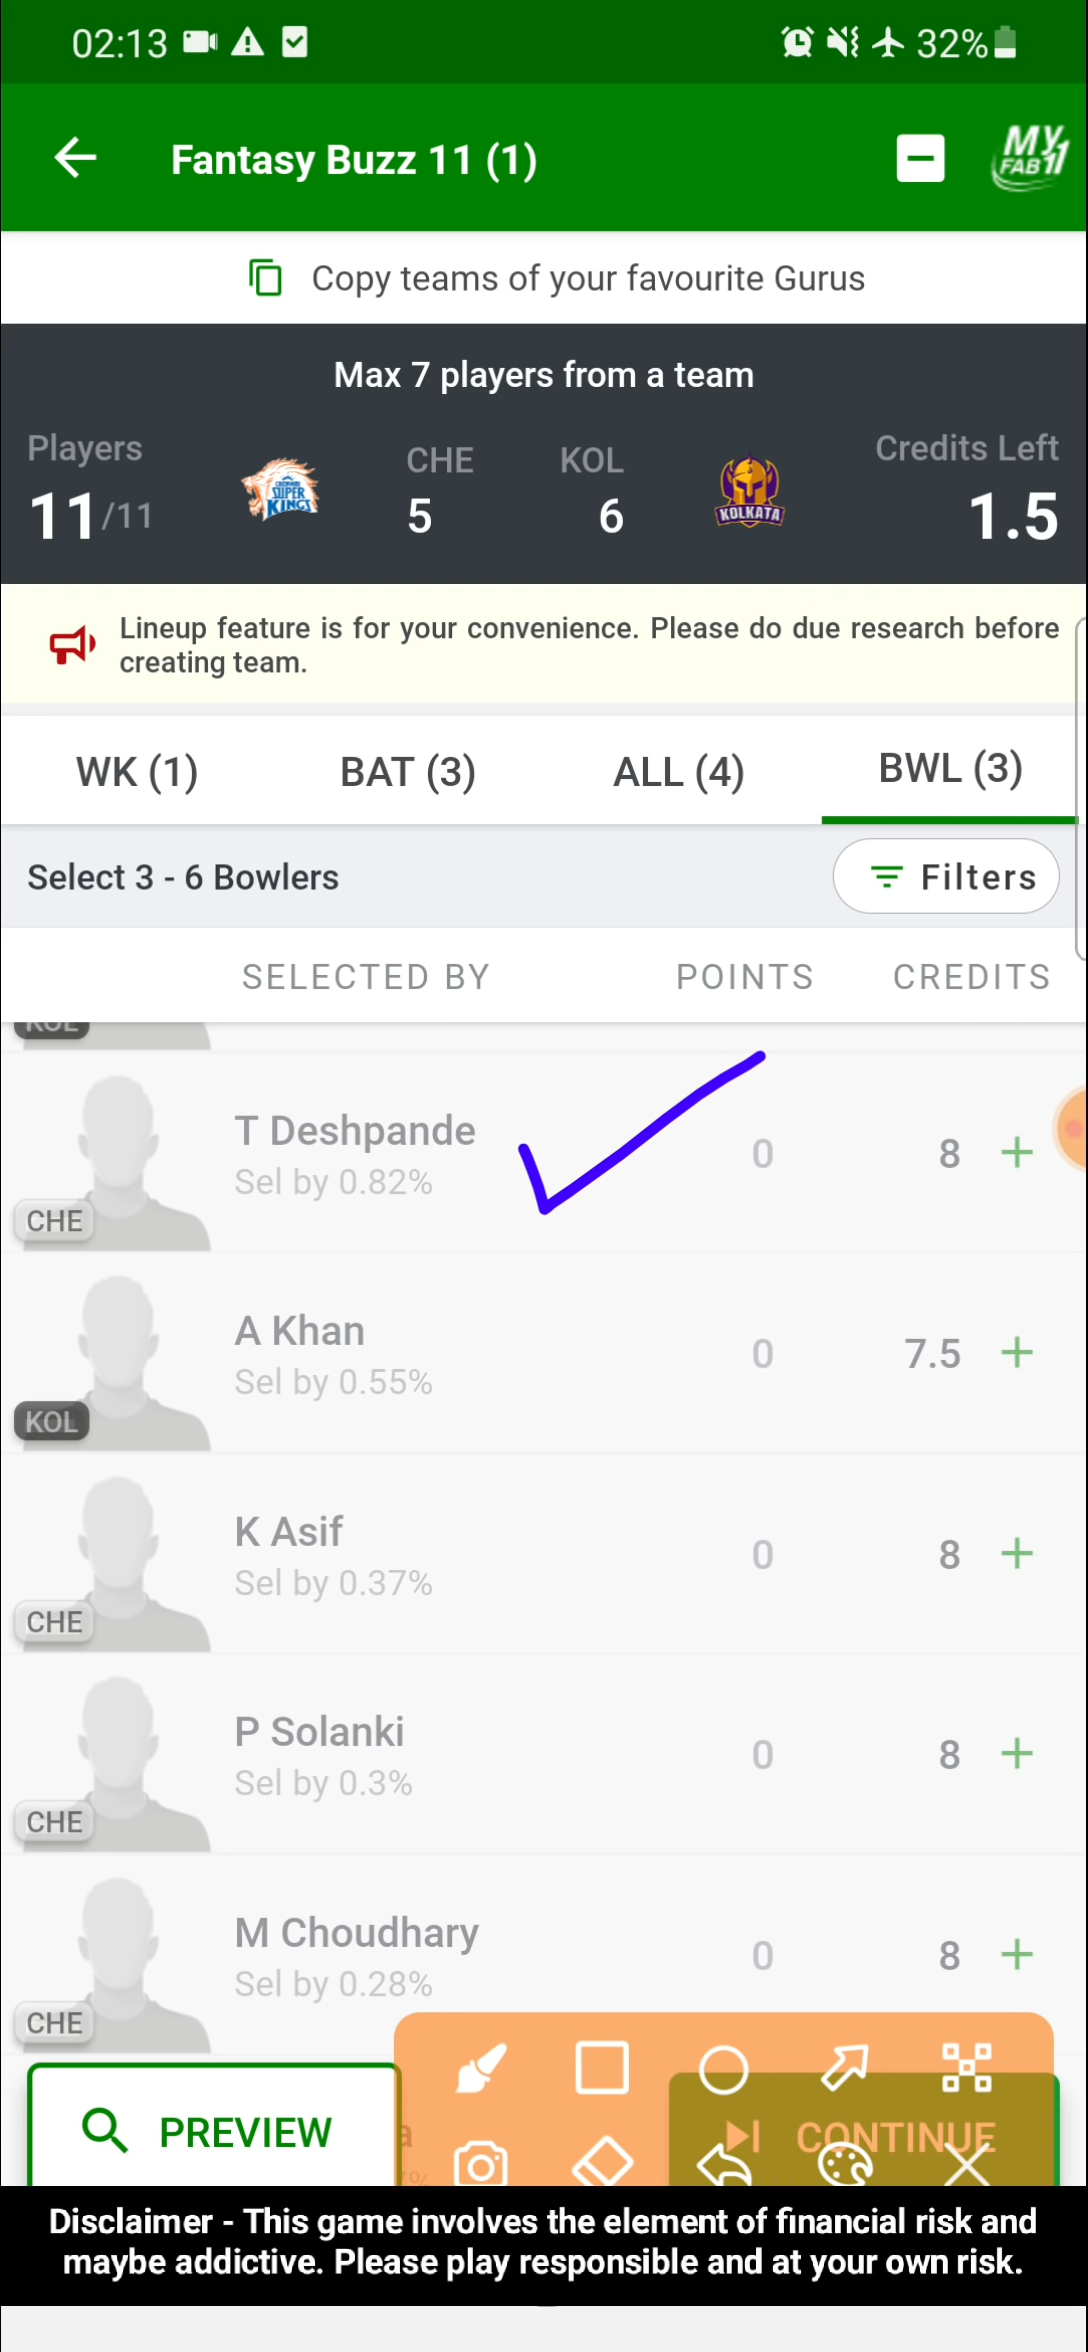 02:13
32%
Fantasy Buzz 11 (1)
MY
FAB11
Copy teams of your favourite Gurus
Max 7 players from a team
Players
CHE
KOL
Credits Left
11/11
SUPER
KINGS
5
6
KOLKATA
1.5
Lineup feature is for your convenience. Please do due research before
creating team.
WK (1)
BAT (3)
ALL (4)
BWL (3)
Select 3 - 6 Bowlers
Filters
SELECTED BY
POINTS
CREDITS
KOL
T Deshpande
Sel by 0.82%
0
8 +
CHE
A Khan
Sel by 0.55%
0
7.5 +
KOL
K Asif
Sel by 0.37%
0
8 +
CHE
P Solanki
Sel by 0.3%
0
8 +
CHE
M Choudhary
Sel by 0.28%
0
8 +
CHE
PREVIEW
CONTINUE
Disclaimer - This game involves the element of financial risk and
maybe addictive. Please play responsible and at your own risk.